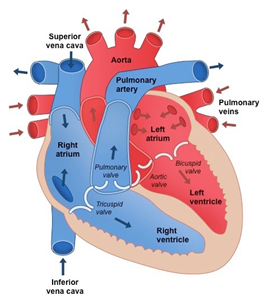 Superior
vena cava
Aorta
Pulmonary
artery
Pulmonary
veins
Left
atrium
Right
atrium
Pulmonary
valve
Bicuspid
valve
Aortic
valve
Left
ventricle
Tricuspid
valve
Right
ventricle
Inferior
vena cava